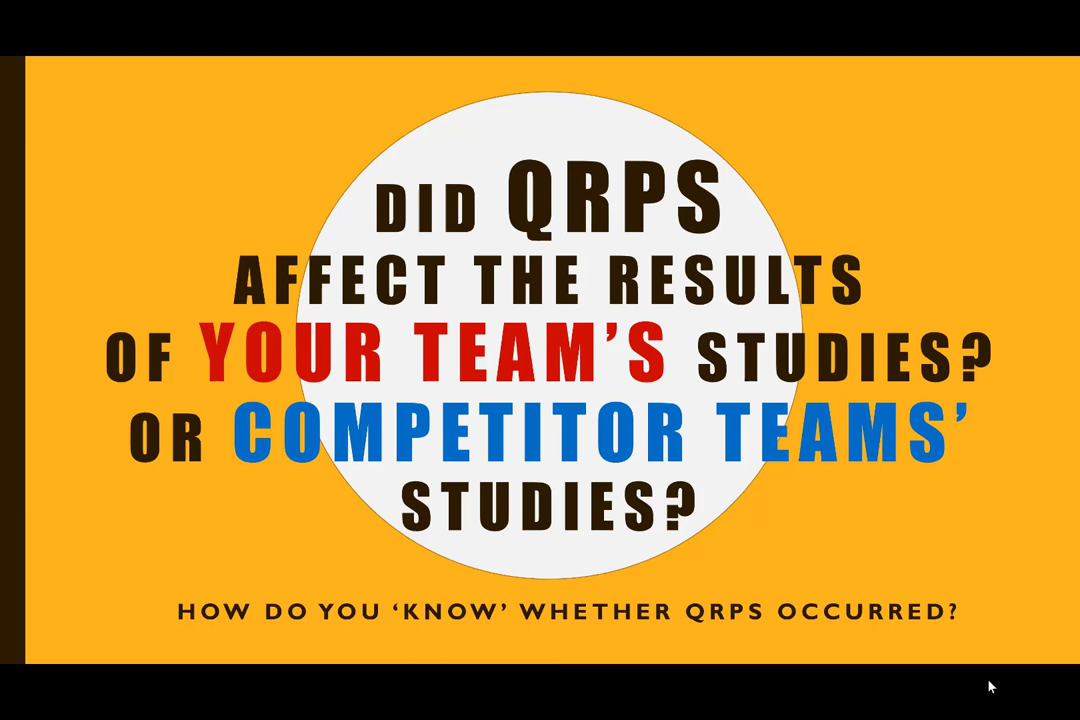 DID QRPS
AFFECT THE RESULTS
OF YOUR TEAM’S STUDIES?
OR COMPETITOR TEAMS’
STUDIES?
HOW DO YOU ‘KNOW’ WHETHER QRPS OCCURRED?